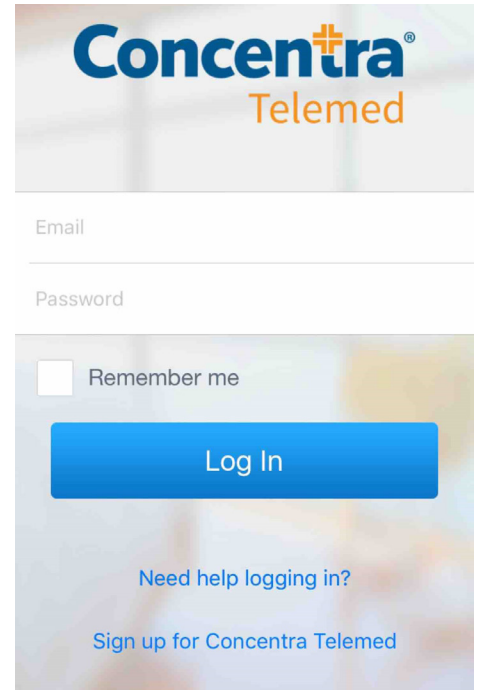 Concentra®
Telemed
Email
Password
Remember me
Log In
Need help logging in?
Sign up for Concentra Telemed